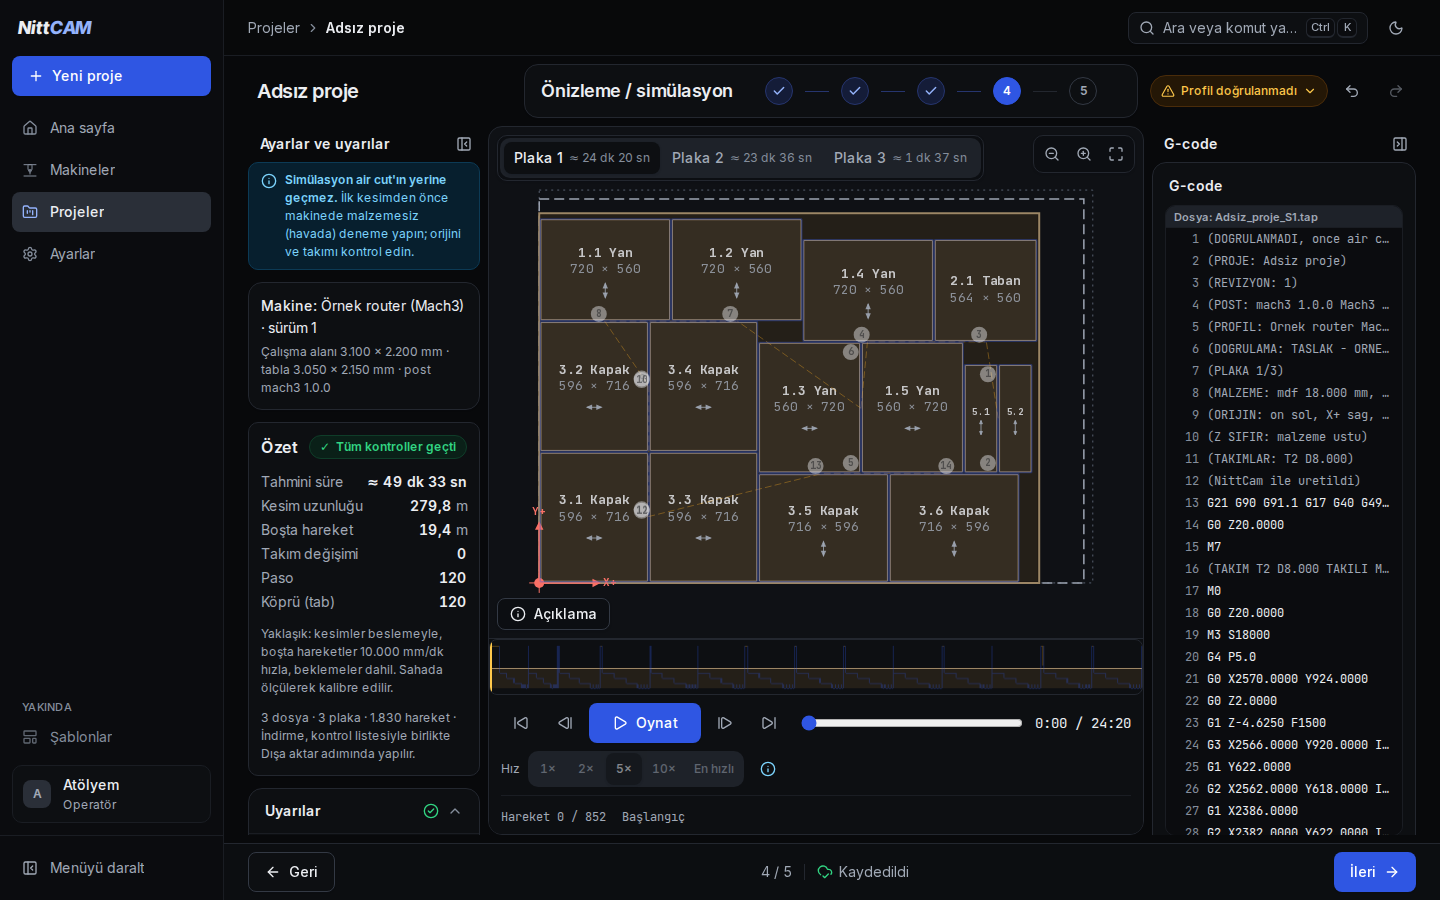 NittCAM
Yeni proje
Ana sayfa
Makineler
Projeler
Ayarlar
YAKINDA
Şablonlar
A
Atölyem
Operatör
Menüyü daralt
Projeler > Adsız proje
Ara veya komut ya… Ctrl K
Adsız proje
Önizleme / simülasyon
4
5
Profil doğrulanmadı
Ayarlar ve uyarılar
Simülasyon air cut'ın yerine
geçmez. İlk kesimden önce
makinede malzemesiz
(havada) deneme yapın; orijini
ve takımı kontrol edin.
Makine: Örnek router (Mach3)
· sürüm 1
Çalışma alanı 3.100 × 2.200 mm ·
tabla 3.050 × 2.150 mm · post
mach3 1.0.0
Özet
✓ Tüm kontroller geçti
Tahmini süre ≈ 49 dk 33 sn
Kesim uzunluğu 279,8 m
Boşta hareket 19,4 m
Takım değişimi 0
Paso 120
Köprü (tab) 120
Yaklaşık: kesimler beslemeyle,
boşta hareketler 10.000 mm/dk
hızla, beklemeler dahil. Sahada
ölçülerek kalibre edilir.
3 dosya · 3 plaka · 1.830 hareket ·
İndirme, kontrol listesiyle birlikte
Dışa aktar adımında yapılır.
Uyarılar
Plaka 1 ≈ 24 dk 20 sn
Plaka 2 ≈ 23 dk 36 sn
Plaka 3 ≈ 1 dk 37 sn
1.1 Yan
720 × 560
8
1.2 Yan
720 × 560
7
1.4 Yan
720 × 560
4
2.1 Taban
564 × 560
3
3.2 Kapak
596 × 716
10
3.4 Kapak
596 × 716
6
1.3 Yan
560 × 720
1.5 Yan
560 × 720
1
5.1
5.2
13
5
14
2
3.1 Kapak
596 × 716
12
3.3 Kapak
596 × 716
3.5 Kapak
716 × 596
3.6 Kapak
716 × 596
Y+
X+
Açıklama
Oynat
0:00 / 24:20
Hız
1×
2×
5×
10×
En hızlı
Hareket 0 / 852 Başlangıç
G-code
G-code
Dosya: Adsiz_proje_S1.tap
1 (DOGRULANMADI, once air c…
2 (PROJE: Adsiz proje)
3 (REVIZYON: 1)
4 (POST: mach3 1.0.0 Mach3 …
5 (PROFIL: Ornek router Mac…
6 (DOGRULAMA: TASLAK - ORNE…
7 (PLAKA 1/3)
8 (MALZEME: mdf 18.000 mm, …
9 (ORIJIN: on sol, X+ sag, …
10 (Z SIFIR: malzeme ustu)
11 (TAKIMLAR: T2 D8.000)
12 (NittCam ile uretildi)
13 G21 G90 G91.1 G17 G40 G49…
14 G0 Z20.0000
15 M7
16 (TAKIM T2 D8.000 TAKILI M…
17 M0
18 G0 Z20.0000
19 M3 S18000
20 G4 P5.0
21 G0 X2570.0000 Y924.0000
22 G0 Z2.0000
23 G1 Z-4.6250 F1500
24 G3 X2566.0000 Y920.0000 I…
25 G1 Y622.0000
26 G2 X2562.0000 Y618.0000 I…
27 G1 X2386.0000
28 G2 X2382.0000 Y622.0000 I…
Geri
4 / 5
Kaydedildi
İleri